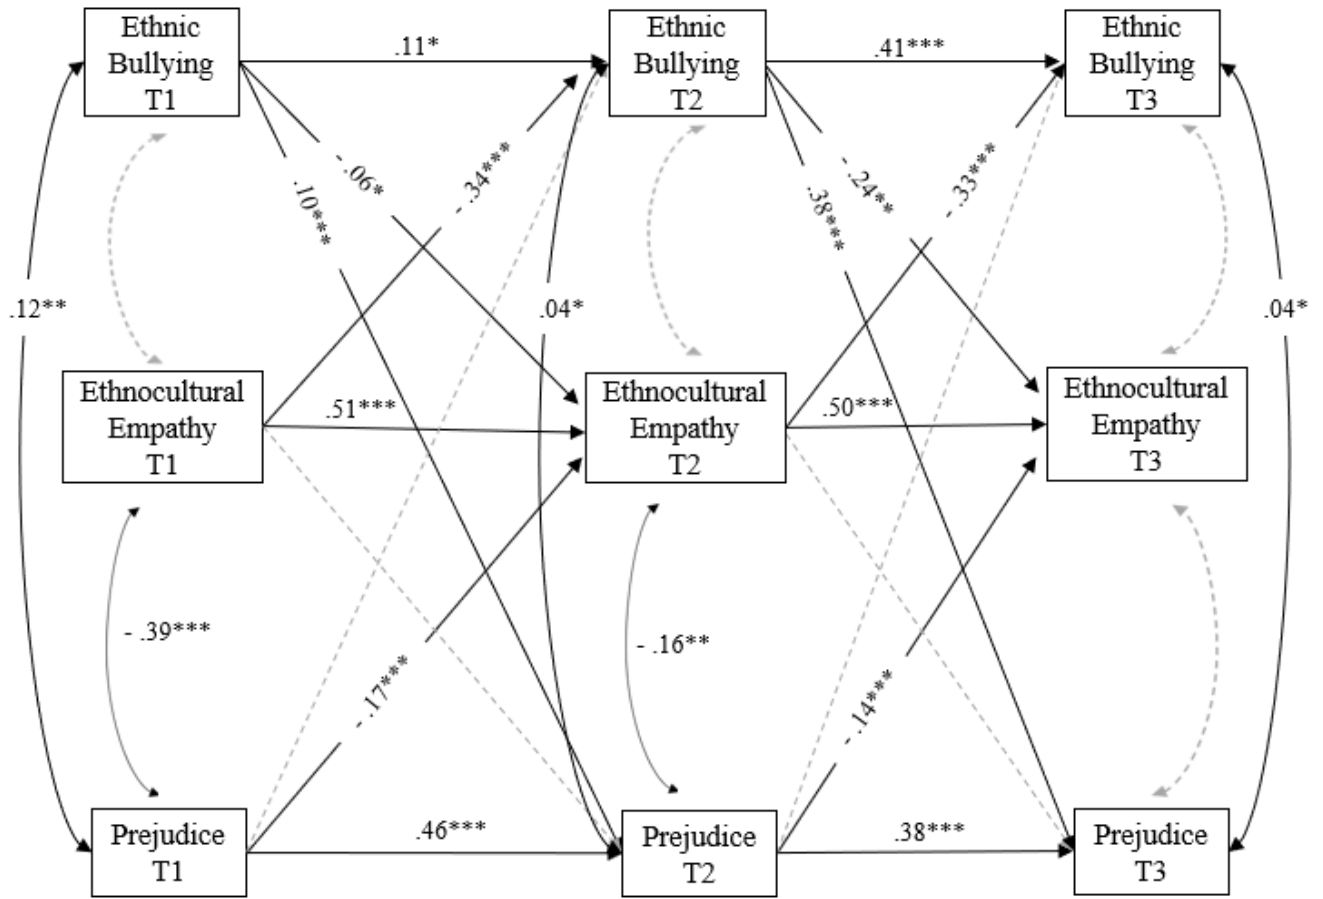 Ethnic
Bullying
T1
Ethnic
Bullying
T2
Ethnic
Bullying
T3
.11*
.41***
- .06*
.10***
- .34***
- .24**
.38***
- .33***
.12**
.04*
.04*
Ethnocultural
Empathy
T1
Ethnocultural
Empathy
T2
Ethnocultural
Empathy
T3
.51***
.50***
- .39***
- .16**
- .17***
- .14***
Prejudice
T1
Prejudice
T2
Prejudice
T3
.46***
.38***